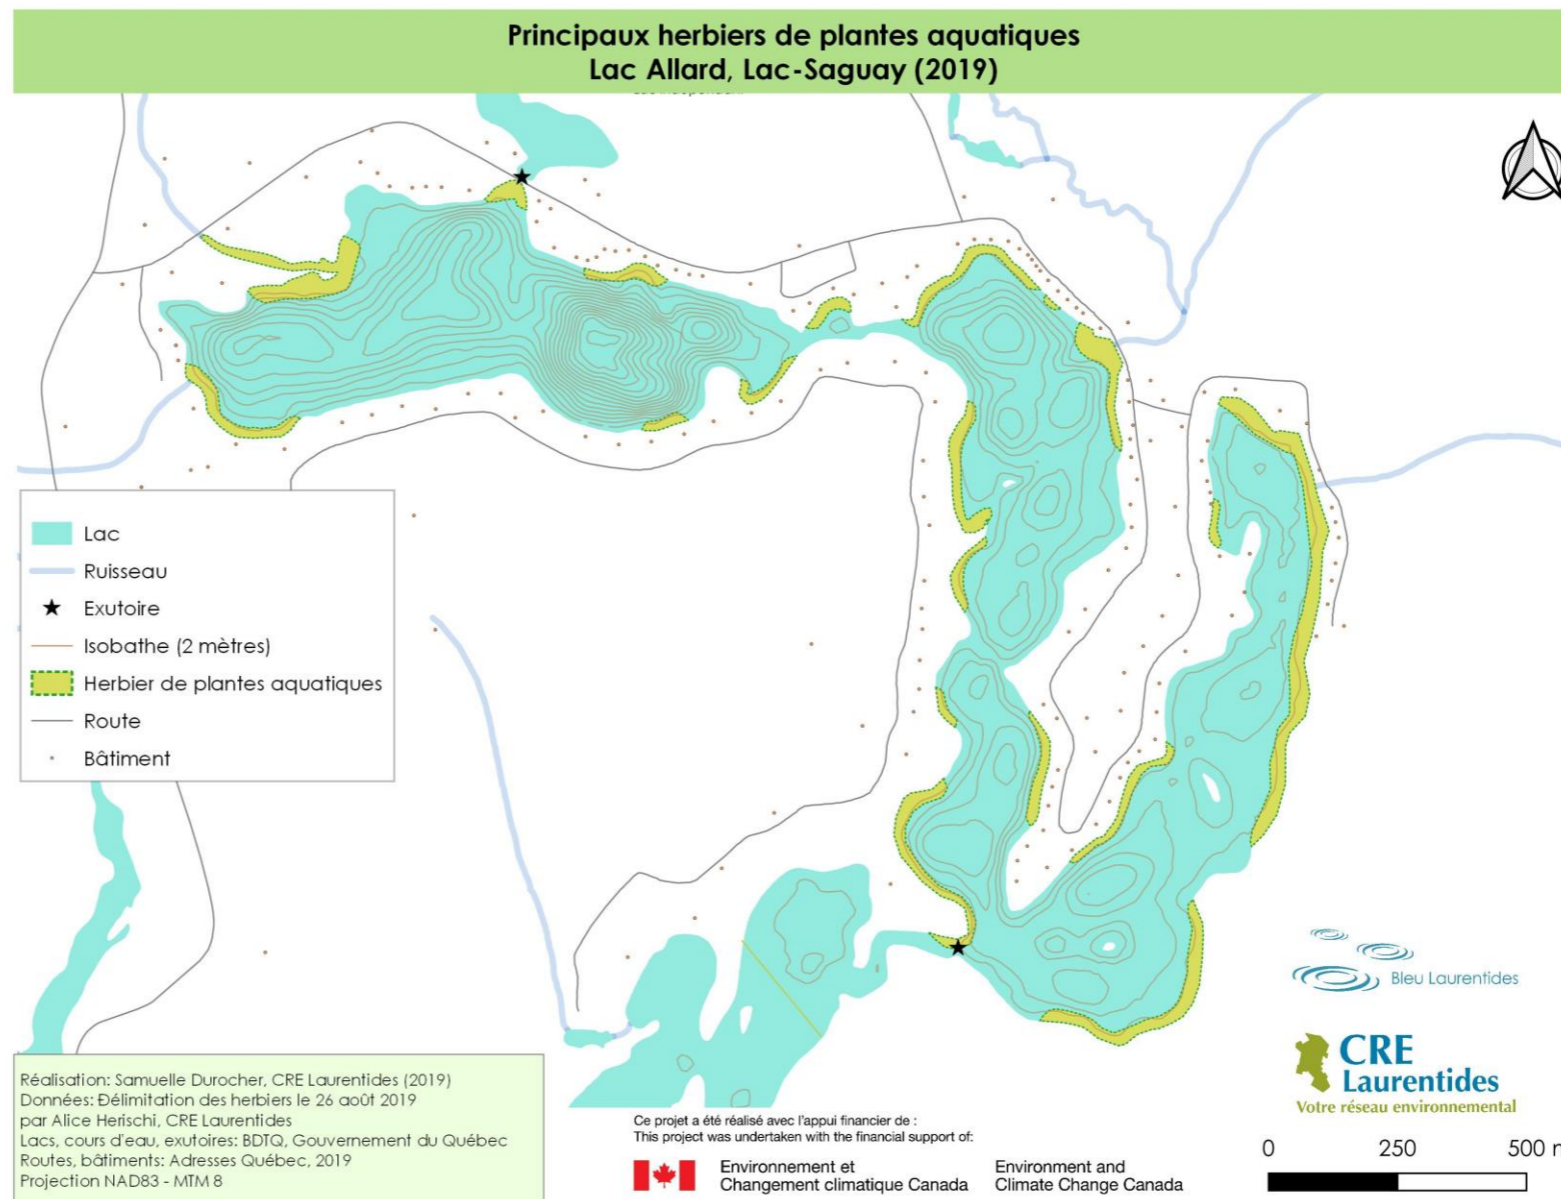 Principaux herbiers de plantes aquatiques
Lac Allard, Lac-Saguay (2019)
Lac
Ruisseau
Exutoire
Isobathe (2 mètres)
Herbier de plantes aquatiques
Route
Bâtiment
Bleu Laurentides
CRE
Laurentides
Votre réseau environnemental
Réalisation: Samuelle Durocher, CRE Laurentides (2019)
Données: Délimitation des herbiers le 26 août 2019
par Alice Herischi, CRE Laurentides
Lacs, cours d'eau, exutoires: BDTQ, Gouvernement du Québec
Routes, bâtiments: Adresses Québec, 2019
Projection NAD83 - MTM 8
Ce projet a été réalisé avec l'appui financier de :
This project was undertaken with the financial support of:
Environnement et
Changement climatique Canada
Environment and
Climate Change Canada
0 250 500